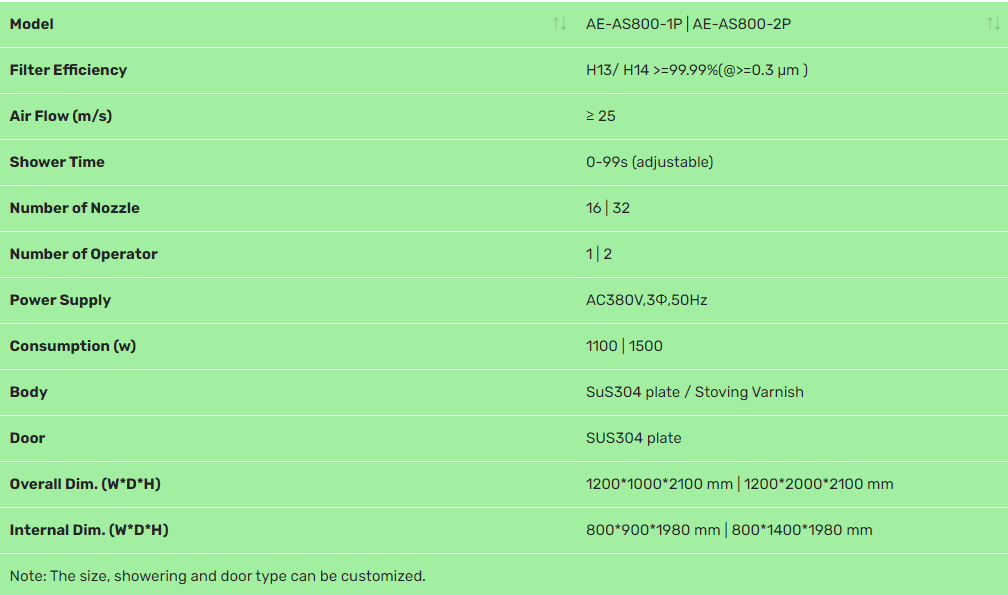 Model AE-AS800-1P | AE-AS800-2P
Filter Efficiency H13/ H14 >=99.99%(@>=0.3 μm )
Air Flow (m/s) ≥ 25
Shower Time 0-99s (adjustable)
Number of Nozzle 16 | 32
Number of Operator 1 | 2
Power Supply AC380V,3Φ,50Hz
Consumption (w) 1100 | 1500
Body SuS304 plate / Stoving Varnish
Door SUS304 plate
Overall Dim. (W*D*H) 1200*1000*2100 mm | 1200*2000*2100 mm
Internal Dim. (W*D*H) 800*900*1980 mm | 800*1400*1980 mm
Note: The size, showering and door type can be customized.